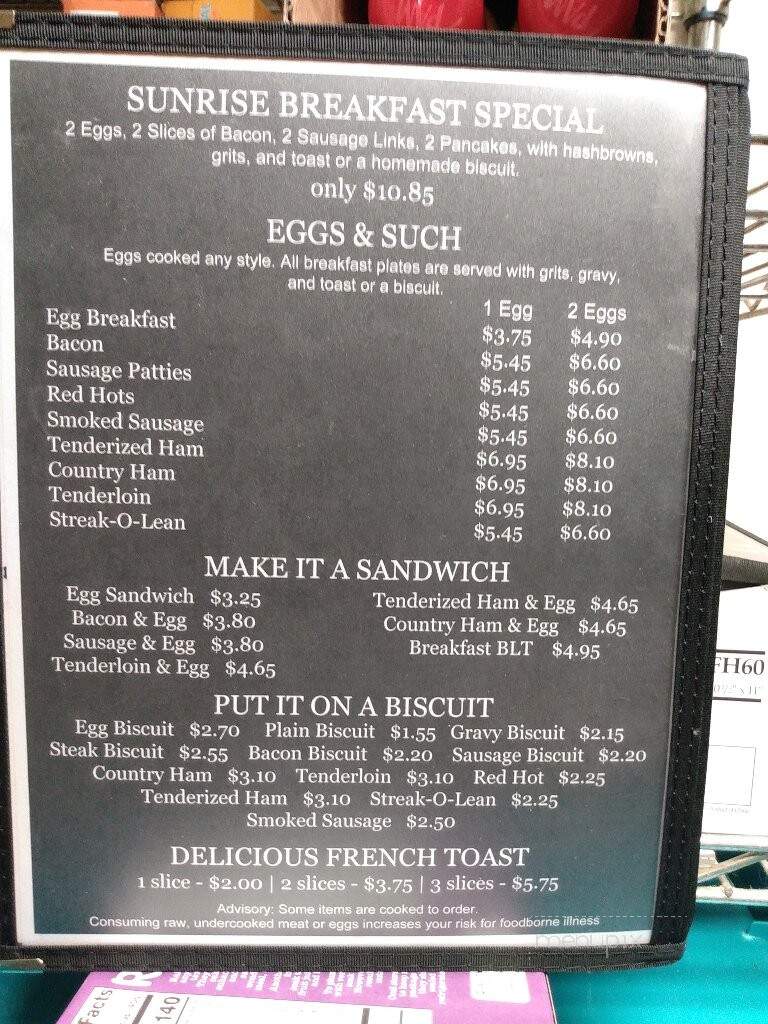 SUNRISE BREAKFAST SPECIAL
2 Eggs, 2 Slices of Bacon, 2 Sausage Links, 2 Pancakes, with hashbrowns,
grits, and toast or a homemade biscuit.
only $10.85
EGGS & SUCH
Eggs cooked any style. All breakfast plates are served with grits, gravy,
and toast or a biscuit.
1 Egg 2 Eggs
Egg Breakfast $3.75 $4.90
Bacon $5.45 $6.60
Sausage Patties $5.45 $6.60
Red Hots $5.45 $6.60
Smoked Sausage $5.45 $6.60
Tenderized Ham $6.95 $8.10
Country Ham $6.95 $8.10
Tenderloin $6.95 $8.10
Streak-O-Lean $5.45 $6.60
MAKE IT A SANDWICH
Egg Sandwich $3.25 Tenderized Ham & Egg $4.65
Bacon & Egg $3.80 Country Ham & Egg $4.65
Sausage & Egg $3.80 Breakfast BLT $4.95
Tenderloin & Egg $4.65
PUT IT ON A BISCUIT
Egg Biscuit $2.70 Plain Biscuit $1.55 Gravy Biscuit $2.15
Steak Biscuit $2.55 Bacon Biscuit $2.20 Sausage Biscuit $2.20
Country Ham $3.10 Tenderloin $3.10 Red Hot $2.25
Tenderized Ham $3.10 Streak-O-Lean $2.25
Smoked Sausage $2.50
DELICIOUS FRENCH TOAST
1 slice - $2.00 | 2 slices - $3.75 | 3 slices - $5.75
Advisory: Some items are cooked to order.
Consuming raw, undercooked meat or eggs increases your risk for foodborne illness
menupix
FH60
Facts
140
R